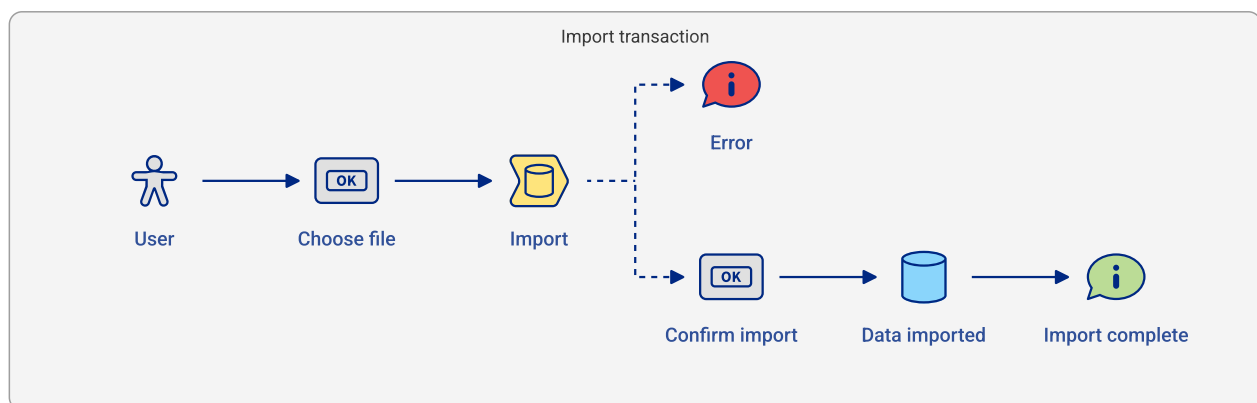 Import transaction
Error
OK
User
Choose file
Import
OK
Confirm import
Data imported
Import complete